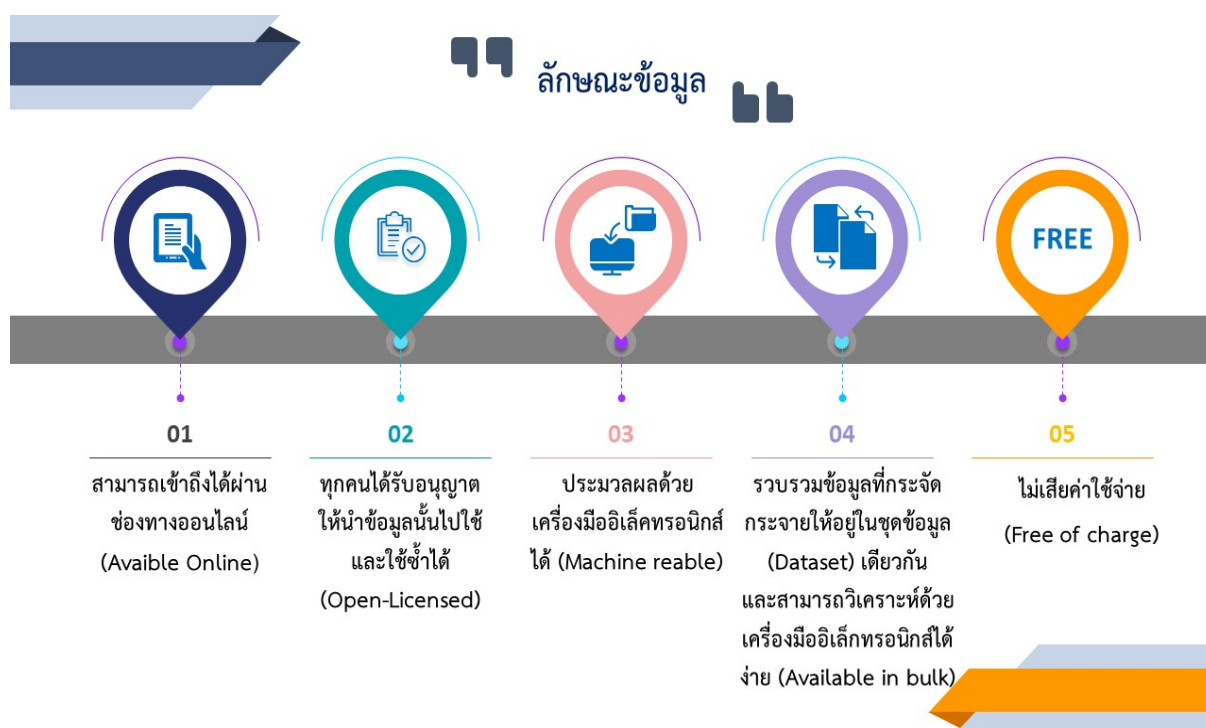 ลักษณะข้อมูล
FREE
01
สามารถเข้าถึงได้ผ่าน
ช่องทางออนไลน์
(Avaible Online)
02
ทุกคนได้รับอนุญาต
ให้นำข้อมูลนั้นไปใช้
และใช้ซ้ำได้
(Open-Licensed)
03
ประมวลผลด้วย
เครื่องมืออิเล็คทรอนิกส์
ได้ (Machine reable)
04
รวบรวมข้อมูลที่กระจัด
กระจายให้อยู่ในชุดข้อมูล
(Dataset) เดียวกัน
และสามารถวิเคราะห์ด้วย
เครื่องมืออิเล็กทรอนิกส์ได้
ง่าย (Available in bulk)
05
ไม่เสียค่าใช้จ่าย
(Free of charge)